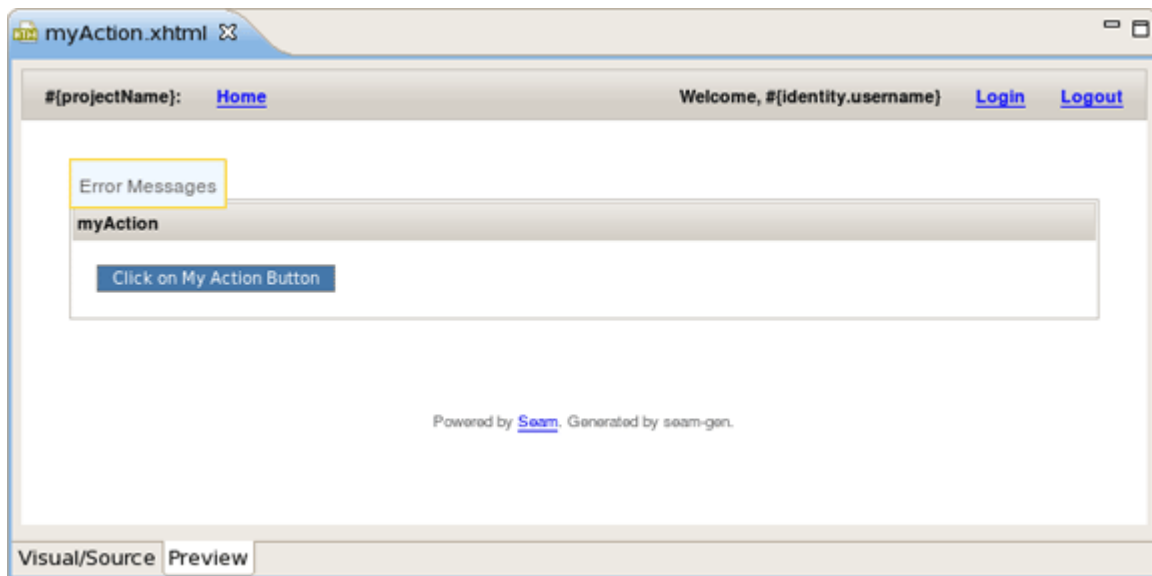 myAction.xhtml
#{projectName}: Home Welcome, #{identity.username} Login Logout
Error Messages
myAction
Click on My Action Button
Powered by Seam. Generated by seam-gen.
Visual/Source Preview